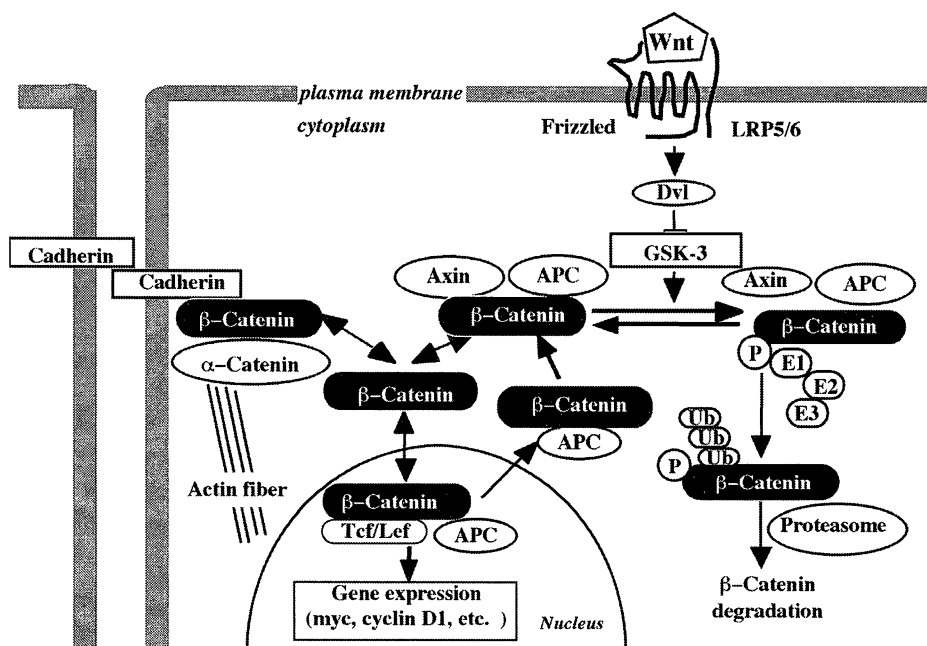 Wnt
plasma membrane
cytoplasm
Frizzled
LRP5/6
Dvl
Cadherin
GSK-3
Cadherin
Axin
APC
Axin
APC
β-Catenin
β-Catenin
β-Catenin
α-Catenin
P
E1
E2
E3
β-Catenin
β-Catenin
APC
Ub
Ub
Ub
P
β-Catenin
Actin fiber
β-Catenin
Tcf/Lef
APC
Proteasome
Gene expression
(myc, cyclin D1, etc. )
Nucleus
β-Catenin
degradation